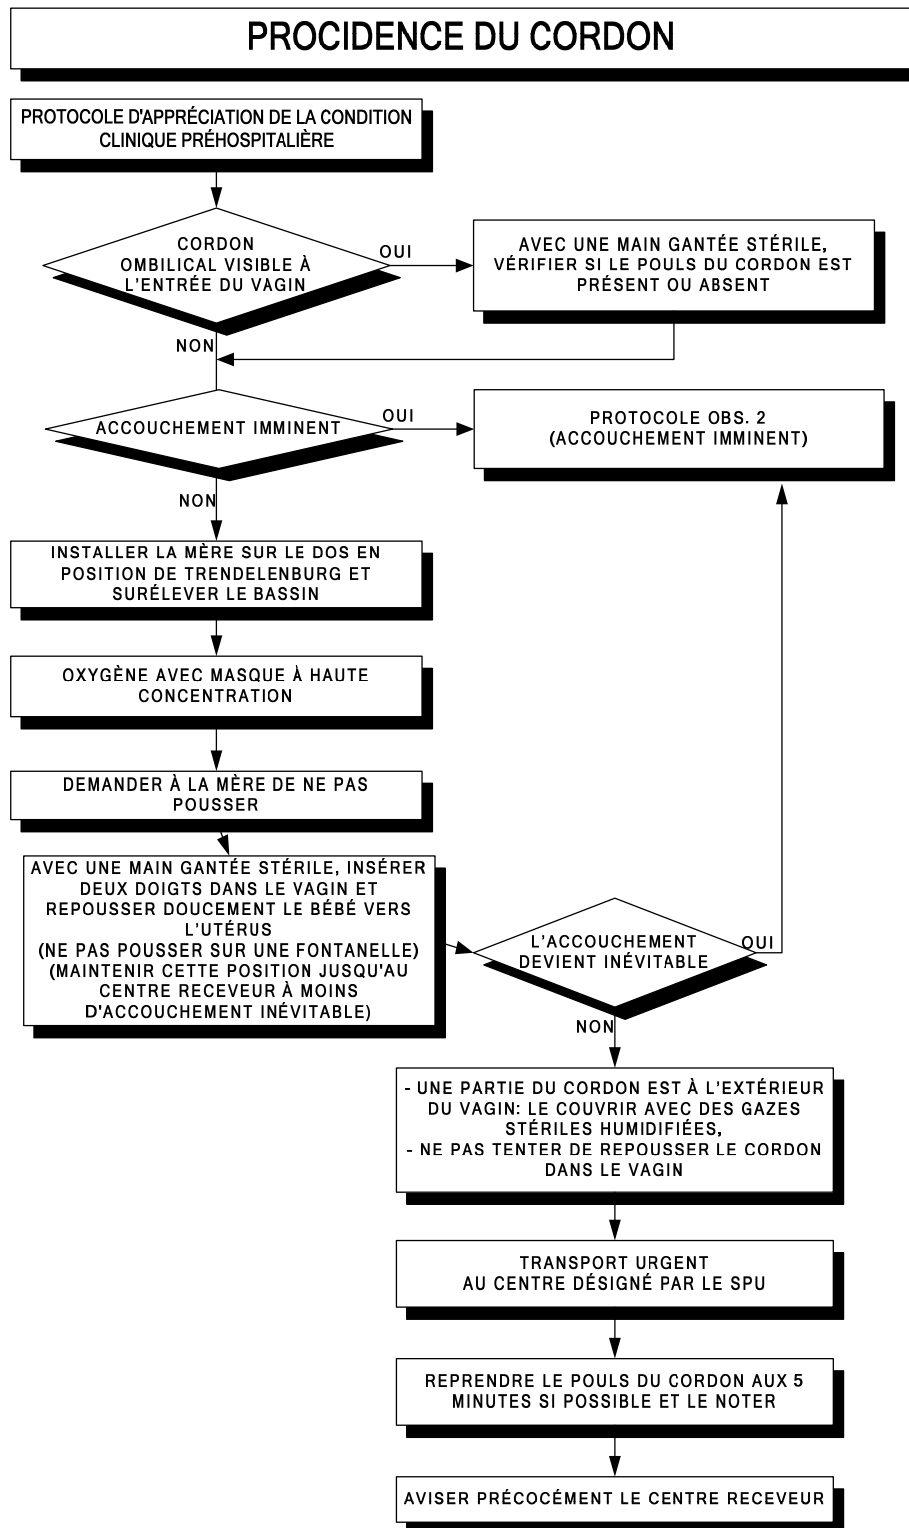 PROCIDENCE DU CORDON
PROTOCOLE D'APPRÉCIATION DE LA CONDITION
CLINIQUE PRÉHOSPITALIÈRE
CORDON
OMBILICAL VISIBLE À
L'ENTRÉE DU VAGIN
OUI
AVEC UNE MAIN GANTÉE STÉRILE,
VÉRIFIER SI LE POULS DU CORDON EST
PRÉSENT OU ABSENT
NON
ACCOUCHEMENT IMMINENT
OUI
PROTOCOLE OBS. 2
(ACCOUCHEMENT IMMINENT)
NON
INSTALLER LA MÈRE SUR LE DOS EN
POSITION DE TRENDELENBURG ET
SURÉLEVER LE BASSIN
OXYGÈNE AVEC MASQUE À HAUTE
CONCENTRATION
DEMANDER À LA MÈRE DE NE PAS
POUSSER
AVEC UNE MAIN GANTÉE STÉRILE, INSÉRER
DEUX DOIGTS DANS LE VAGIN ET
REPOUSSER DOUCEMENT LE BÉBÉ VERS
L'UTÉRUS
(NE PAS POUSSER SUR UNE FONTANELLE)
(MAINTENIR CETTE POSITION JUSQU'AU
CENTRE RECEVEUR À MOINS
D'ACCOUCHEMENT INÉVITABLE)
L'ACCOUCHEMENT
DEVIENT INÉVITABLE
OUI
NON
- UNE PARTIE DU CORDON EST À L'EXTÉRIEUR
DU VAGIN: LE COUVRIR AVEC DES GAZES
STÉRILES HUMIDIFIÉES,
- NE PAS TENTER DE REPOUSSER LE CORDON
DANS LE VAGIN
TRANSPORT URGENT
AU CENTRE DÉSIGNÉ PAR LE SPU
REPRENDRE LE POULS DU CORDON AUX 5
MINUTES SI POSSIBLE ET LE NOTER
AVISER PRÉCOCÉMENT LE CENTRE RECEVEUR